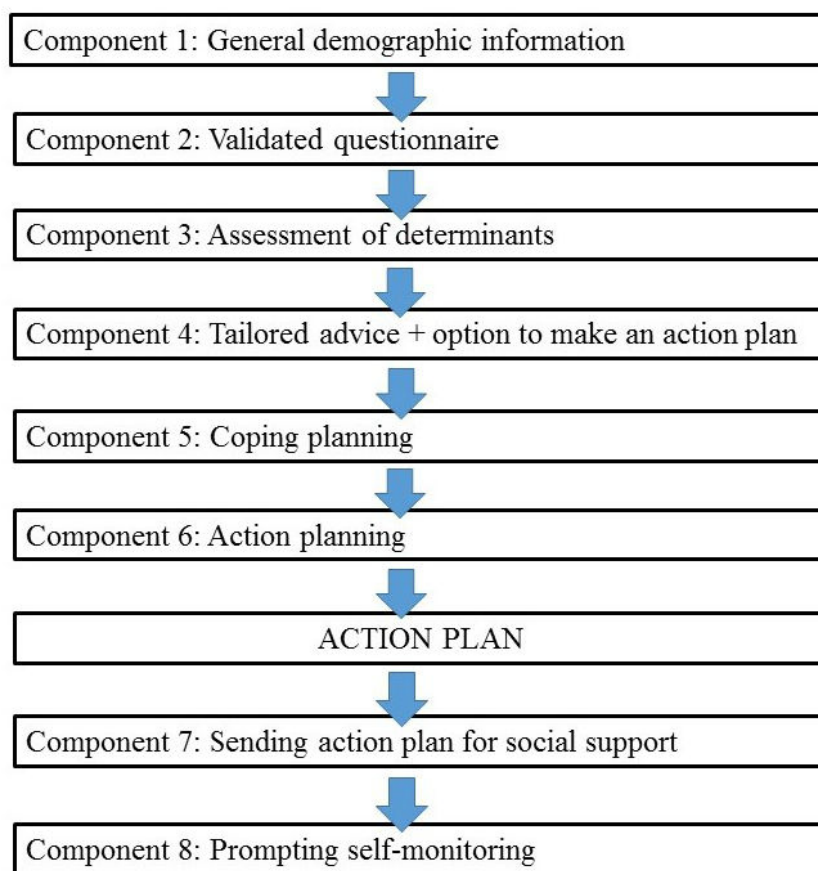 Component 1: General demographic information
Component 2: Validated questionnaire
Component 3: Assessment of determinants
Component 4: Tailored advice + option to make an action plan
Component 5: Coping planning
Component 6: Action planning
ACTION PLAN
Component 7: Sending action plan for social support
Component 8: Prompting self-monitoring